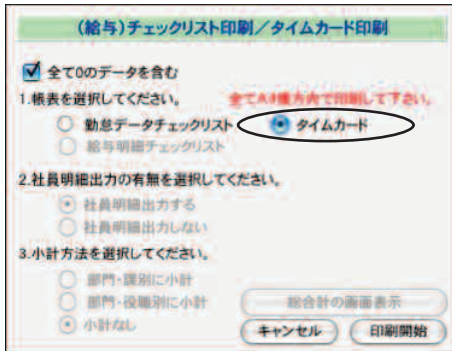 (給与)チェックリスト印刷／タイムカード印刷
全て0のデータを含む
1.帳表を選択してください。 全てA4横方向で印刷して下さい。
勤怠データチェックリスト タイムカード
給与明細チェックリスト
2.社員明細出力の有無を選択してください。
社員明細出力する
社員明細出力しない
3.小計方法を選択してください。
部門・課別に小計
部門・役職別に小計 総合計の画面表示
小計なし キャンセル 印刷開始